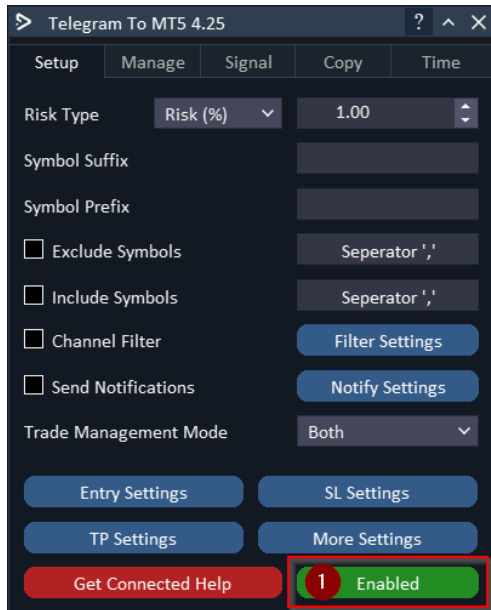 Telegram To MT5 4.25 ? ^ X
Setup Manage Signal Copy Time
Risk Type Risk (%) 1.00
Symbol Suffix
Symbol Prefix
Exclude Symbols Seperator ','
Include Symbols Seperator ','
Channel Filter Filter Settings
Send Notifications Notify Settings
Trade Management Mode Both
Entry Settings SL Settings
TP Settings More Settings
Get Connected Help 1 Enabled